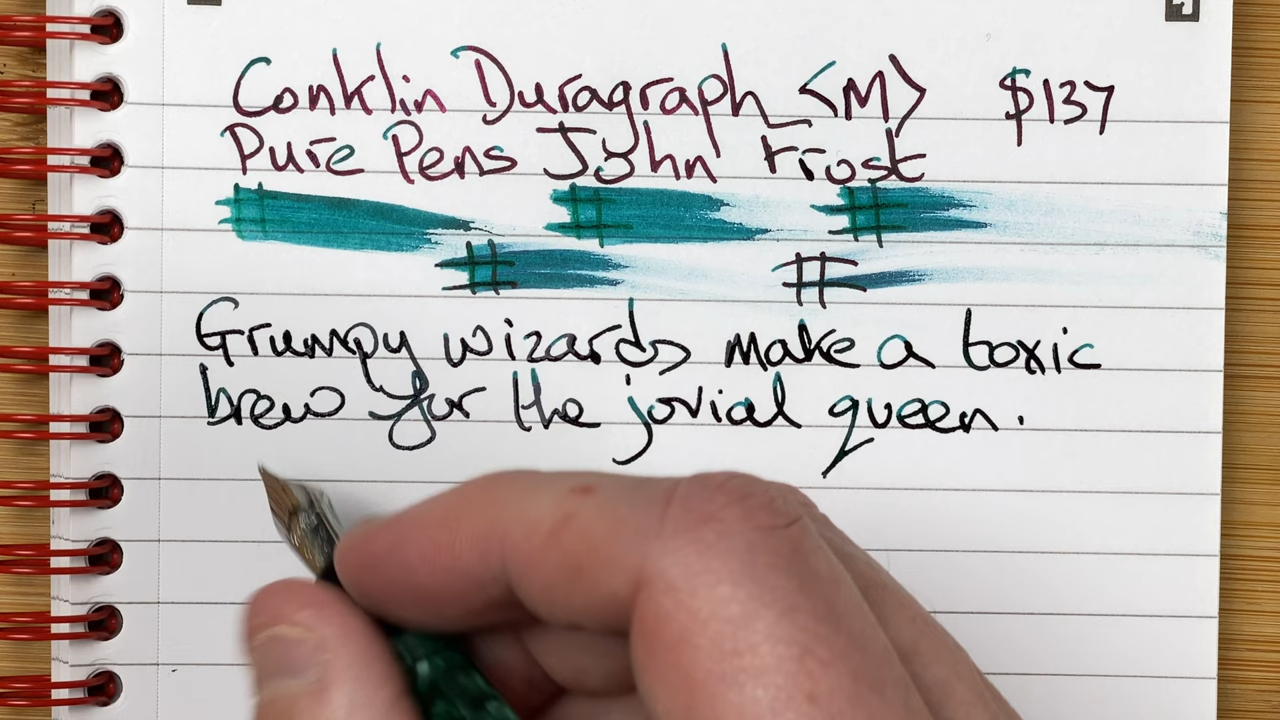 Conklin Duragraph <M> $137
Pure Pens John Frost
# # #
# #
Grumpy wizards make a toxic
brew for the jovial queen.